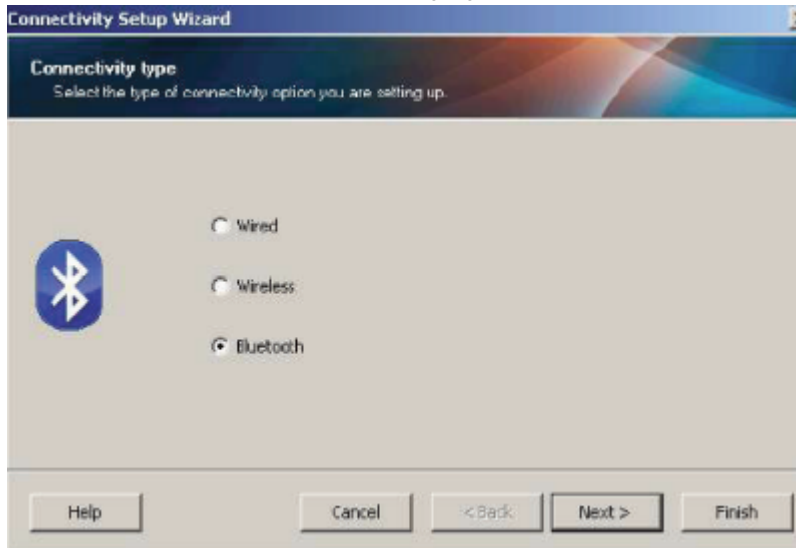 Connectivity Setup Wizard
Connectivity type
Select the type of connectivity option you are setting up.
Wired
Wireless
Bluetooth
Help
Cancel
< Back
Next >
Finish